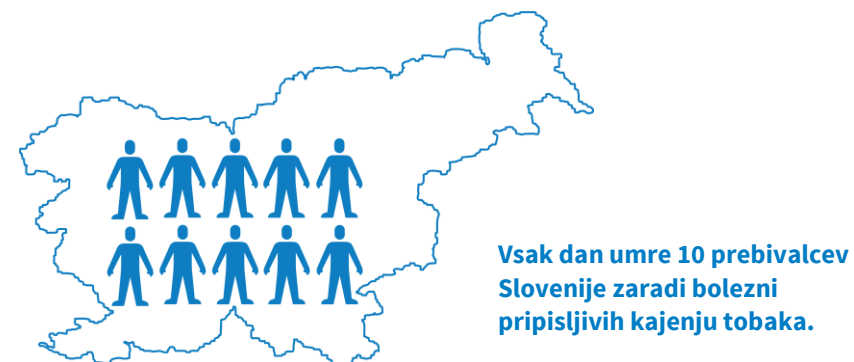 Vsak dan umre 10 prebivalcev
Slovenije zaradi bolezni
pripisljivih kajenju tobaka.